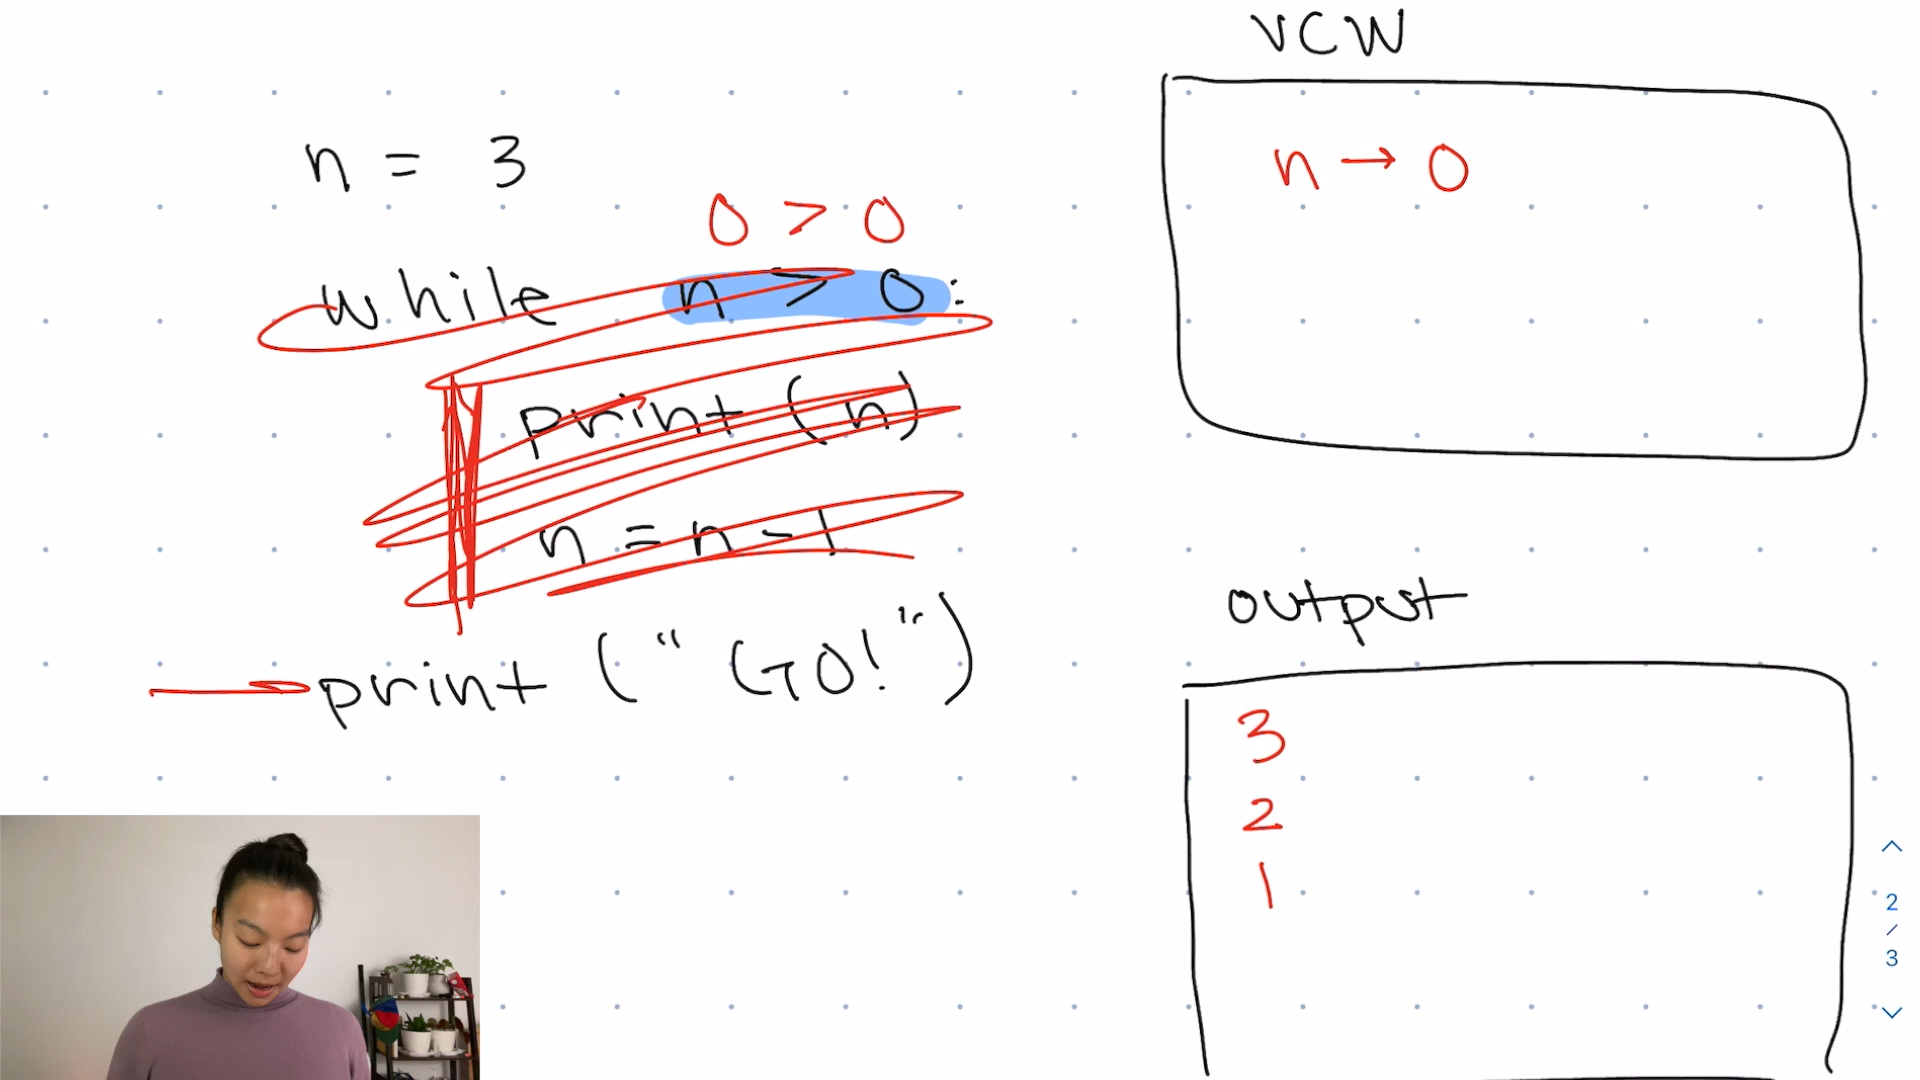 n = 3
0 > 0
while n > 0:
print (n)
n = n - 1
print ("GO!")
VCW
n → 0
output
3
2
1
2
/
3